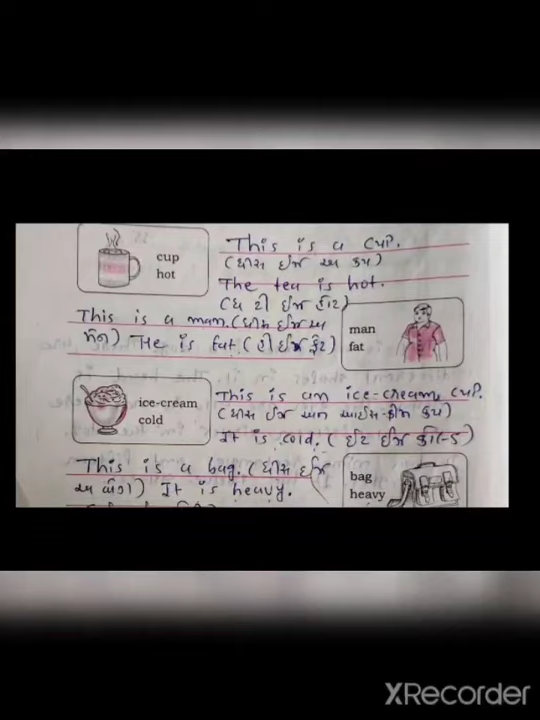 cup
hot
This is a cup.
(ધીસ ઈઝ અ કપ)
The tea is hot.
(ધ ટી ઈઝ હોટ)
This is a man. (ધીસ ઈઝ અ
મેન) He is fat. (હી ઈઝ ફેટ)
man
fat
ice-cream
cold
This is an ice-cream cup.
(ધીસ ઈઝ એન આઈસ-ક્રીમ કપ)
It is cold. (ઈટ ઈઝ કોલ્ડ)
This is a bag. (ધીસ ઈઝ
અ બેગ) It is heavy.
bag
heavy
XRecorder